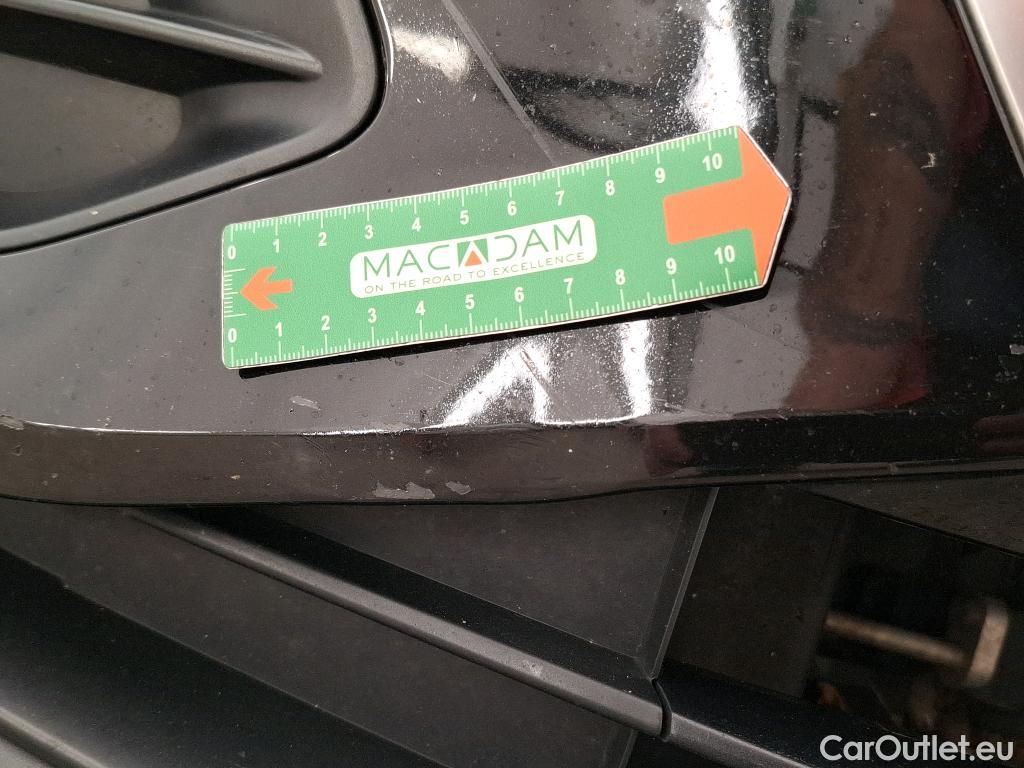 0 1 2 3 4 5 6 7 8 9 10
MACADAM
ON THE ROAD TO EXCELLENCE
0 1 2 3 4 5 6 7 8 9 10
CarOutlet.eu